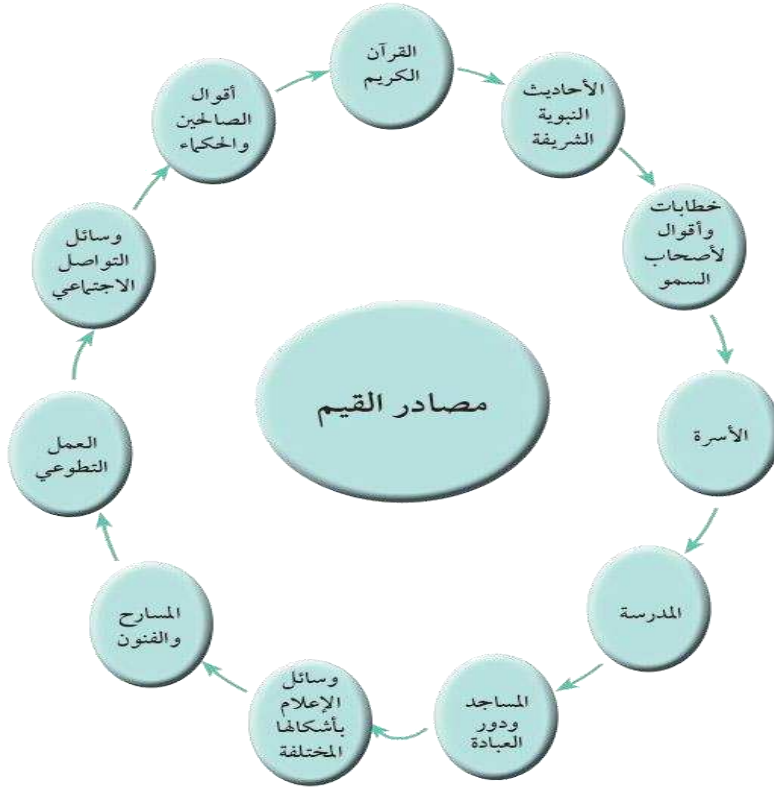 مصادر القيم
القرآن
الكريم
الأحاديث
النبوية
الشريفة
خطابات
وأقوال
لأصحاب
السمو
الأسرة
المدرسة
المساجد
ودور
العبادة
وسائل
الإعلام
بأشكالها
المختلفة
المسارح
والفنون
العمل
التطوعي
وسائل
التواصل
الاجتماعي
أقوال
الصالحين
والحكماء